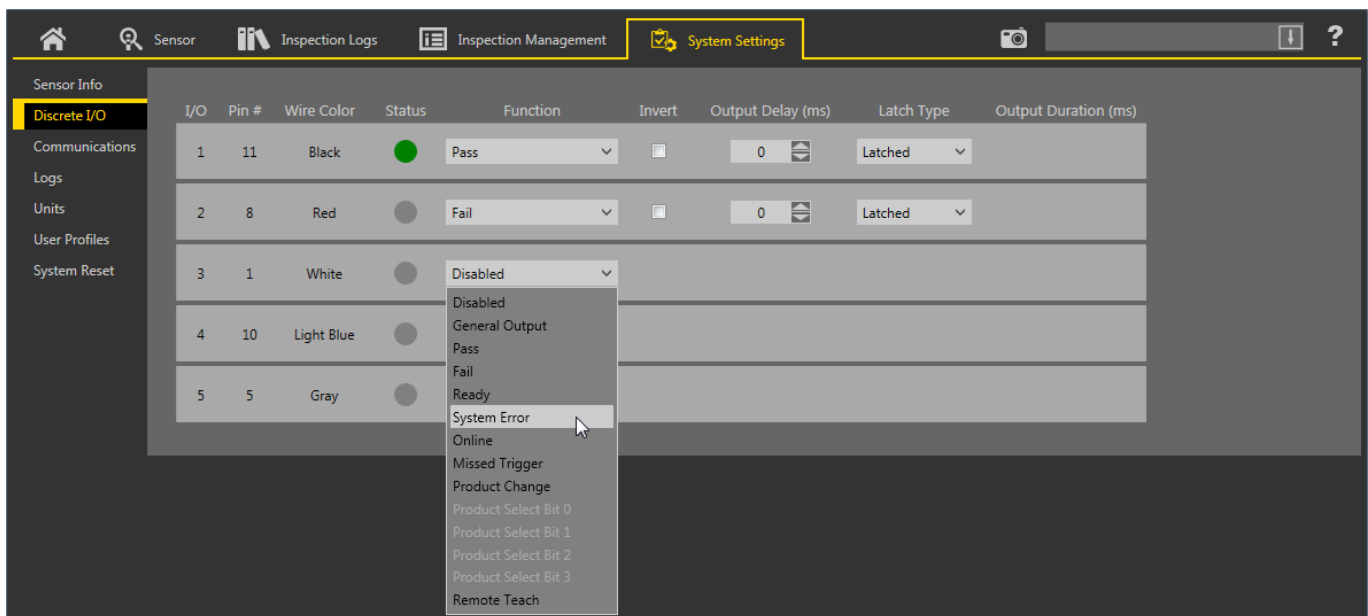 Sensor Inspection Logs Inspection Management System Settings ?
Sensor Info
Discrete I/O
Communications
Logs
Units
User Profiles
System Reset
I/O Pin # Wire Color Status Function Invert Output Delay (ms) Latch Type Output Duration (ms)
1 11 Black Pass 0 Latched
2 8 Red Fail 0 Latched
3 1 White Disabled
4 10 Light Blue
5 5 Gray
Disabled
General Output
Pass
Fail
Ready
System Error
Online
Missed Trigger
Product Change
Product Select Bit 0
Product Select Bit 1
Product Select Bit 2
Product Select Bit 3
Remote Teach